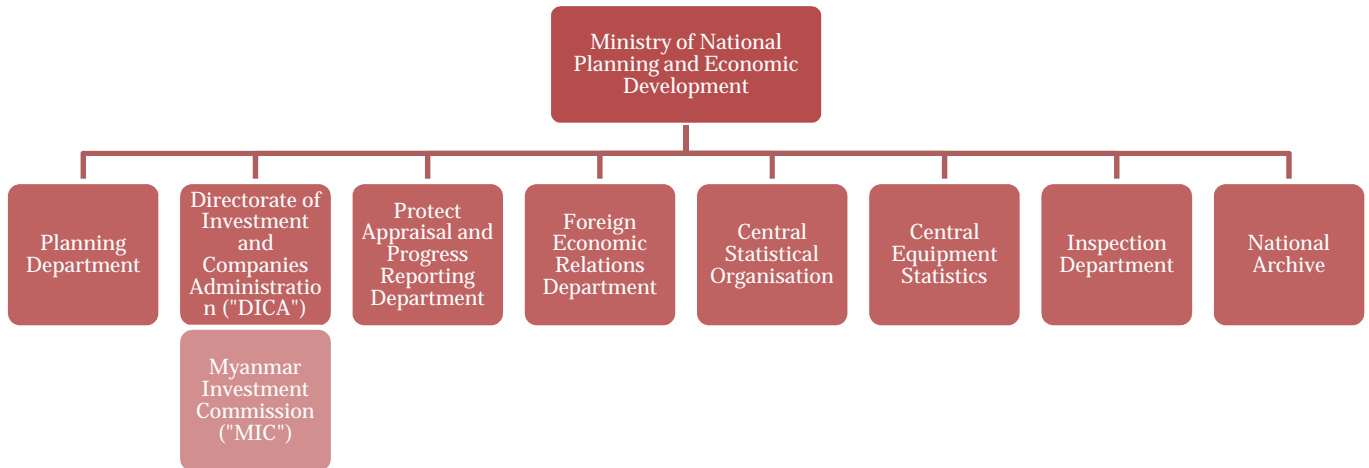 Ministry of National
Planning and Economic
Development
Planning
Department
Directorate of
Investment
and
Companies
Administratio
n ("DICA")
Protect
Appraisal and
Progress
Reporting
Department
Foreign
Economic
Relations
Department
Central
Statistical
Organisation
Central
Equipment
Statistics
Inspection
Department
National
Archive
Myanmar
Investment
Commission
("MIC")